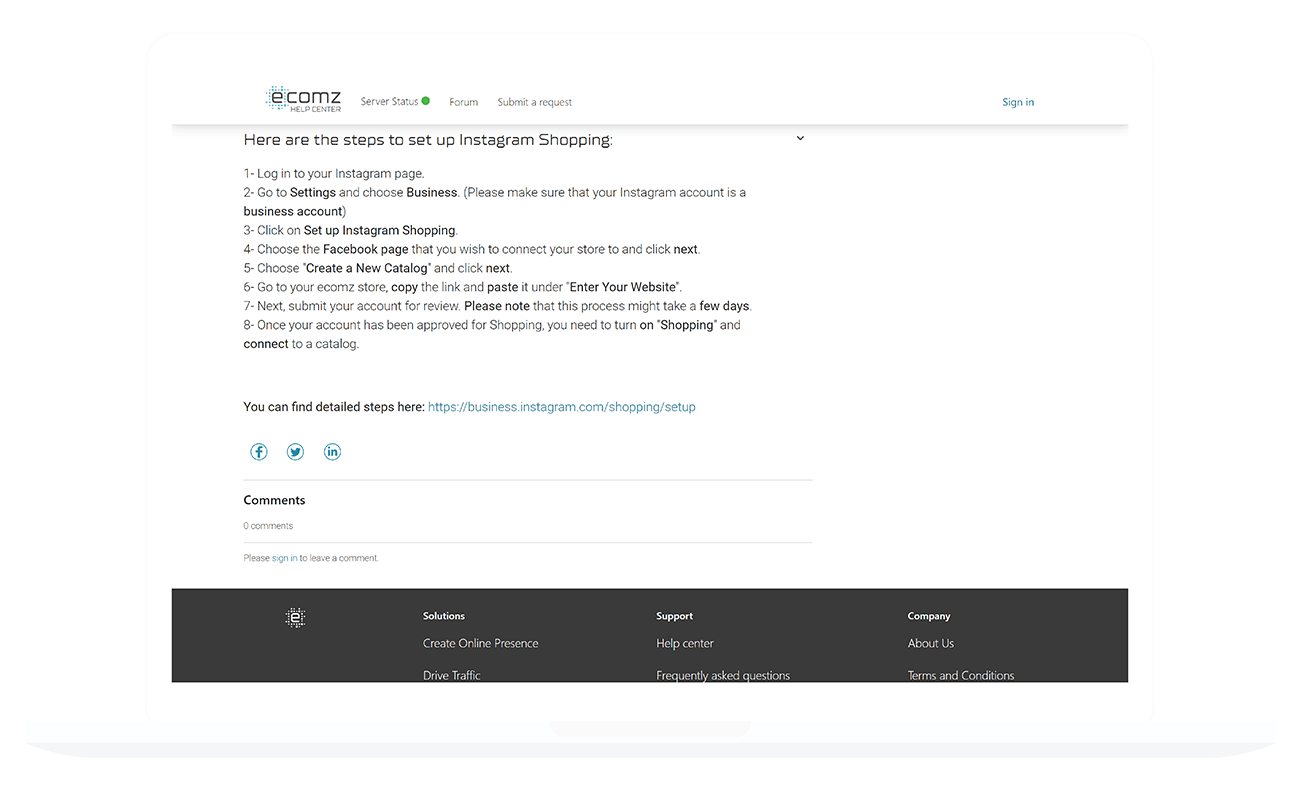 ecomz
HELP CENTER
Server Status
Forum
Submit a request
Sign in
Here are the steps to set up Instagram Shopping:
1- Log in to your Instagram page.
2- Go to Settings and choose Business. (Please make sure that your Instagram account is a
business account)
3- Click on Set up Instagram Shopping.
4- Choose the Facebook page that you wish to connect your store to and click next.
5- Choose "Create a New Catalog" and click next.
6- Go to your ecomz store, copy the link and paste it under "Enter Your Website".
7- Next, submit your account for review. Please note that this process might take a few days.
8- Once your account has been approved for Shopping, you need to turn on "Shopping" and
connect to a catalog.
You can find detailed steps here: https://business.instagram.com/shopping/setup
Comments
0 comments
Please sign in to leave a comment.
e
Solutions
Support
Company
Create Online Presence
Help center
About Us
Drive Traffic
Frequently asked questions
Terms and Conditions